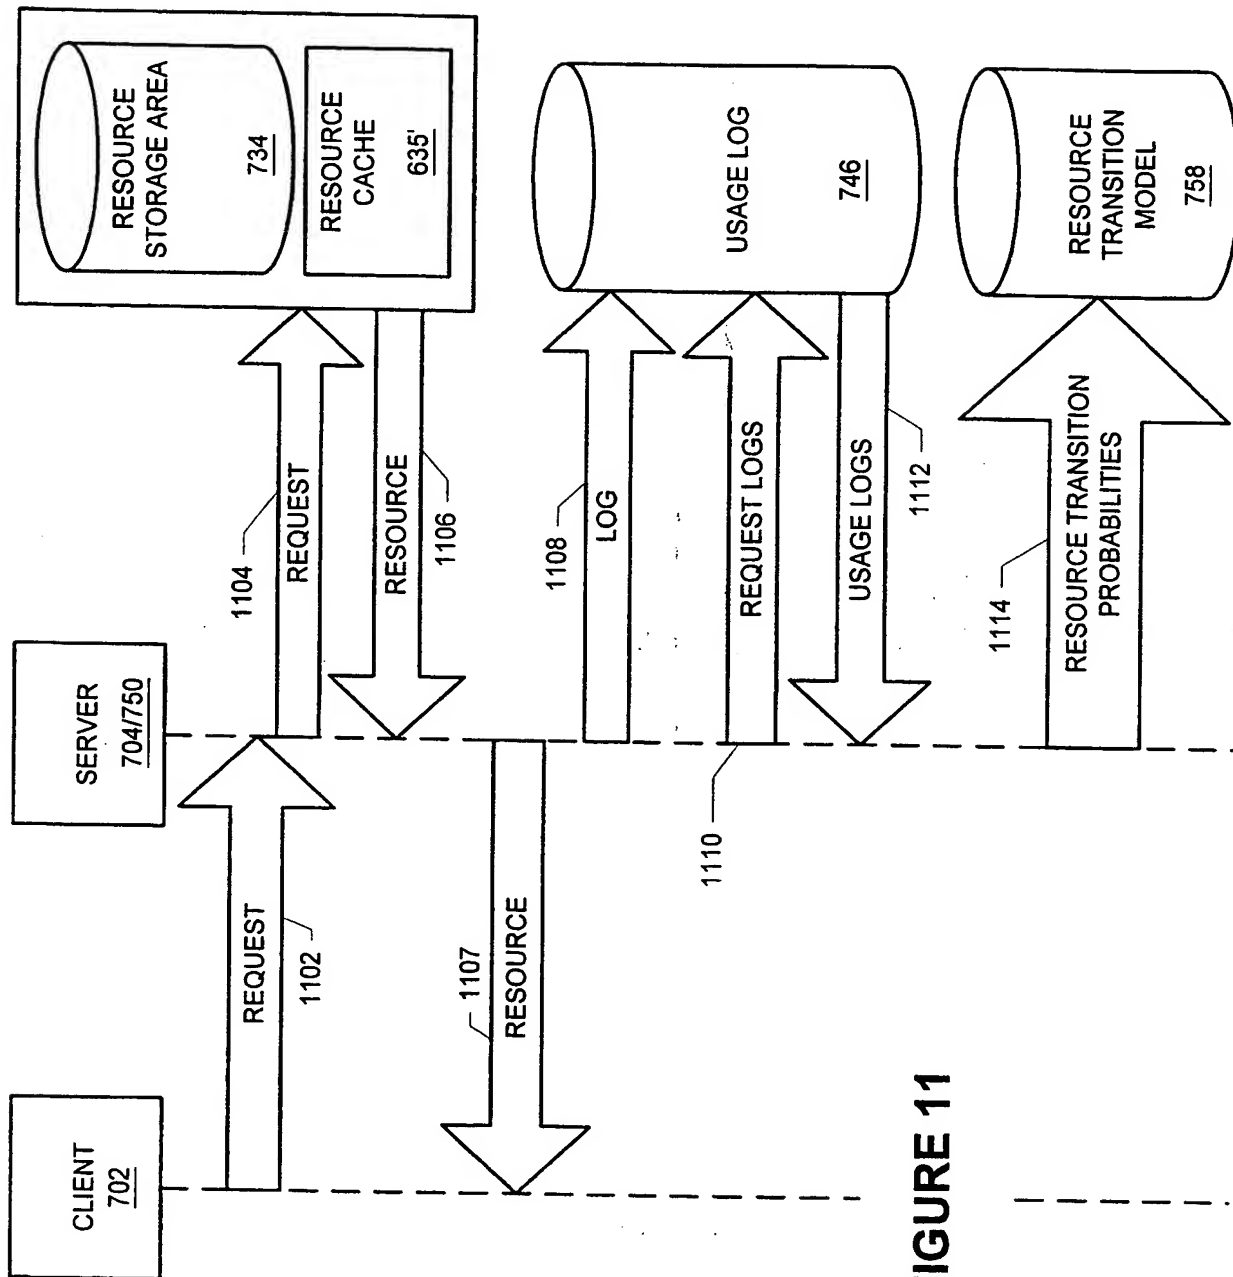 CLIENT
702
SERVER
704/750
RESOURCE
STORAGE AREA
734
RESOURCE
CACHE
635'
REQUEST
1102
1104
REQUEST
RESOURCE
1106
1107
RESOURCE
1108
LOG
USAGE LOG
746
1110
REQUEST LOGS
USAGE LOGS
1112
1114
RESOURCE TRANSITION
PROBABILITIES
RESOURCE
TRANSITION
MODEL
758
IGURE 11